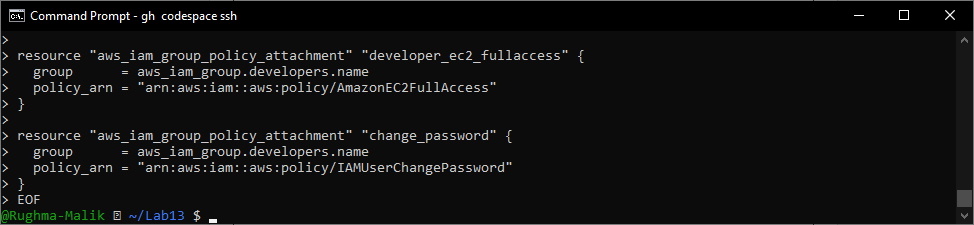 Command Prompt - gh  codespace ssh
>
> resource "aws_iam_group_policy_attachment" "developer_ec2_fullaccess" {
>   group      = aws_iam_group.developers.name
>   policy_arn = "arn:aws:iam::aws:policy/AmazonEC2FullAccess"
> }
>
> resource "aws_iam_group_policy_attachment" "change_password" {
>   group      = aws_iam_group.developers.name
>   policy_arn = "arn:aws:iam::aws:policy/IAMUserChangePassword"
> }
> EOF
@Rughma-Malik ⍰ ~/Lab13 $